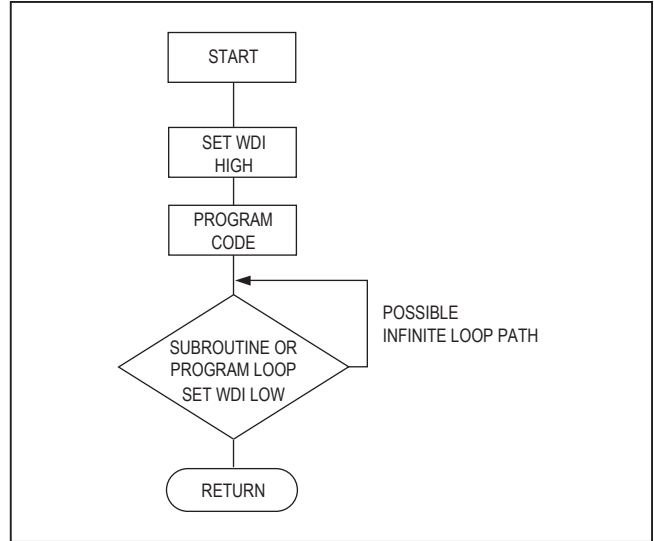 START
SET WDI
HIGH
PROGRAM
CODE
POSSIBLE
INFINITE LOOP PATH
SUBROUTINE OR
PROGRAM LOOP
SET WDI LOW
RETURN